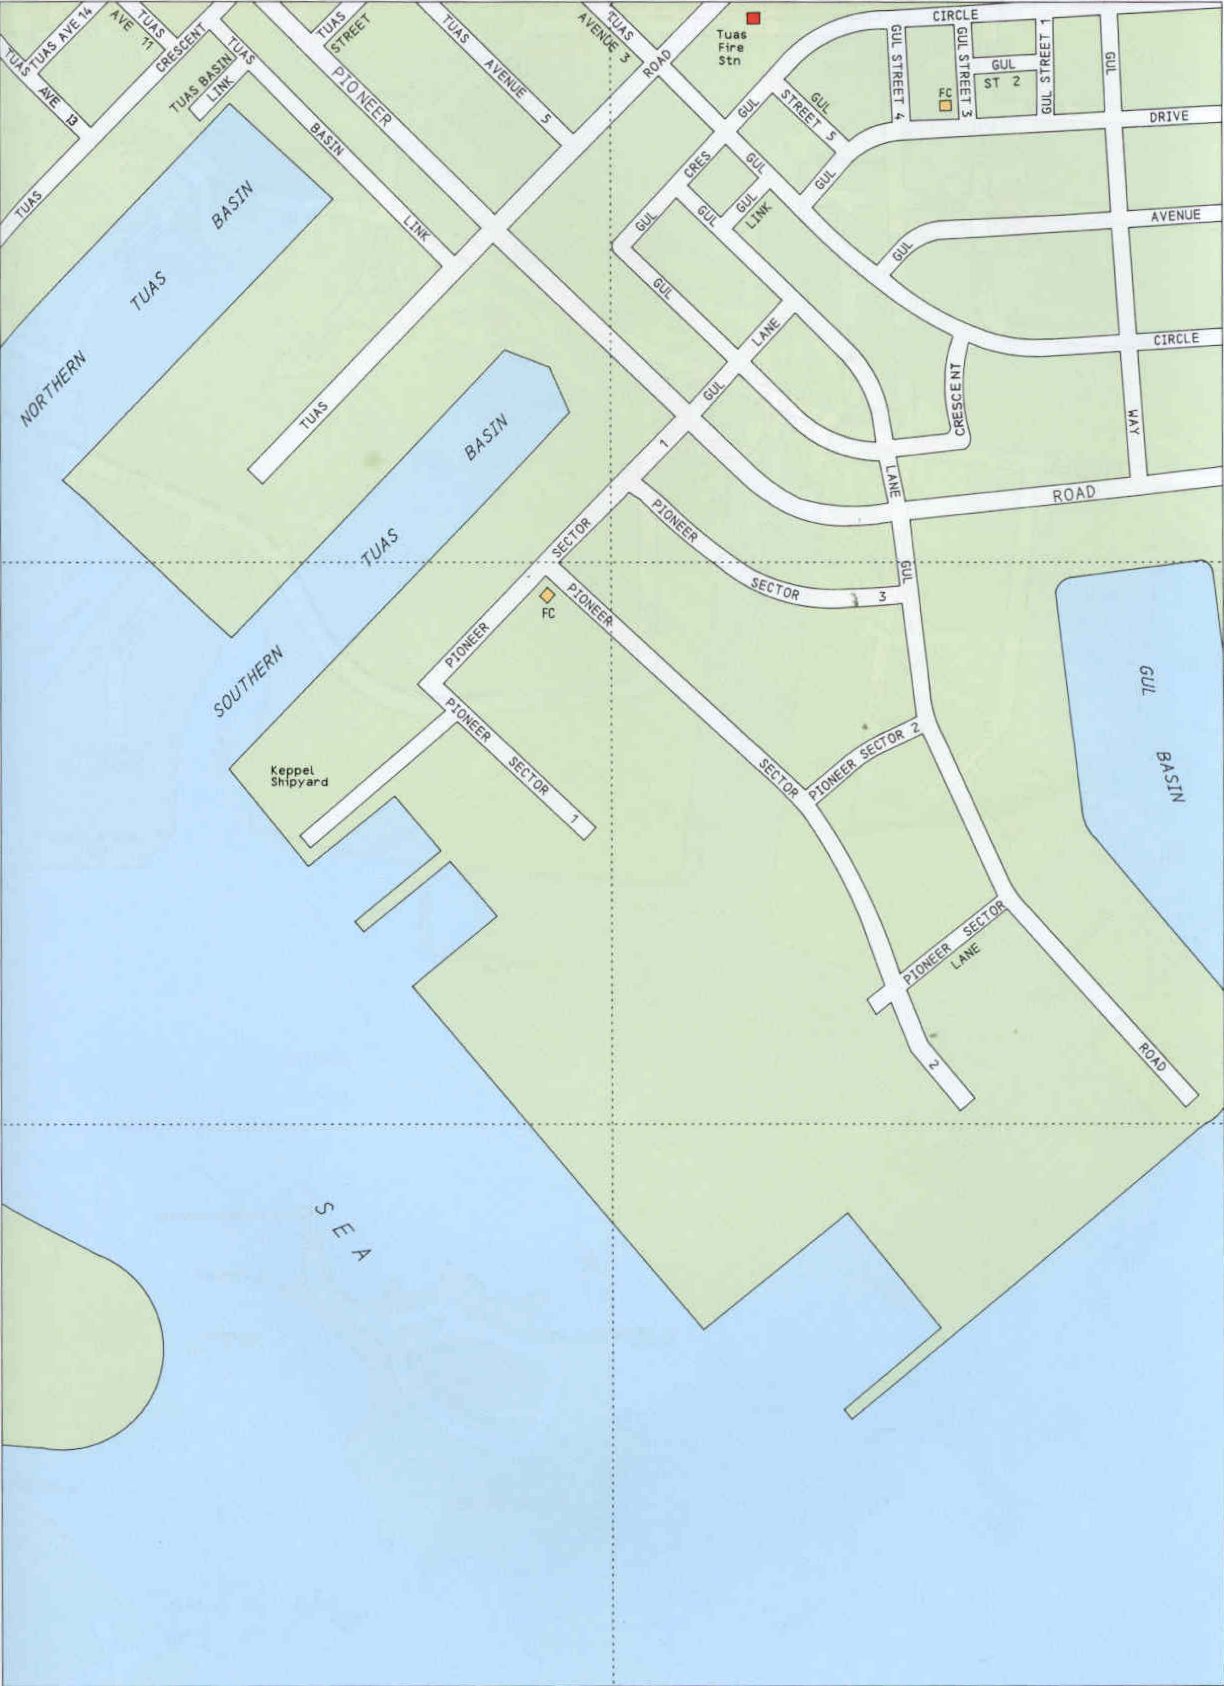 TUAS AVE 14
TUAS
AVE 11
TUAS
CRESCENT
TUAS
AVE
13
TUAS
TUAS BASIN
LINK
TUAS
BASIN
LINK
TUAS
STREET
PIONEER
TUAS
AVENUE
5
TUAS
AVENUE 3
ROAD
Tuas
Fire
Stn
CIRCLE
GUL STREET 4
GUL STREET 3
GUL
ST 2
GUL STREET 1
GUL
FC
DRIVE
GUL
GUL
STREET 5
CRES
GUL
GUL
GUL
GUL
LINK
GUL
GUL
AVENUE
GUL
GUL
LANE
GUL
CIRCLE
CRESCENT
WAY
LANE
ROAD
NORTHERN
TUAS
BASIN
TUAS
SOUTHERN
TUAS
BASIN
1
SECTOR
PIONEER
PIONEER
SECTOR
3
GUL
FC
PIONEER
SECTOR
PIONEER SECTOR 2
PIONEER
SECTOR
1
Keppel
Shipyard
GUL
BASIN
PIONEER SECTOR
LANE
2
ROAD
SEA